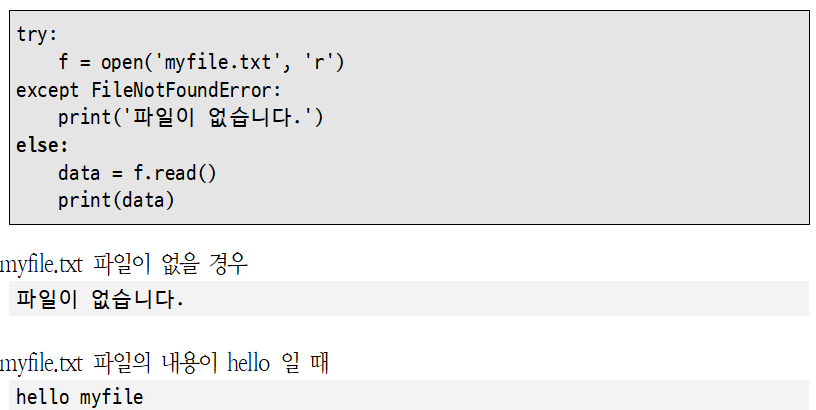 try:
    f = open('myfile.txt', 'r')
except FileNotFoundError:
    print('파일이 없습니다.')
else:
    data = f.read()
    print(data)
myfile.txt 파일이 없을 경우
파일이 없습니다.
myfile.txt 파일의 내용이 hello 일 때
hello myfile